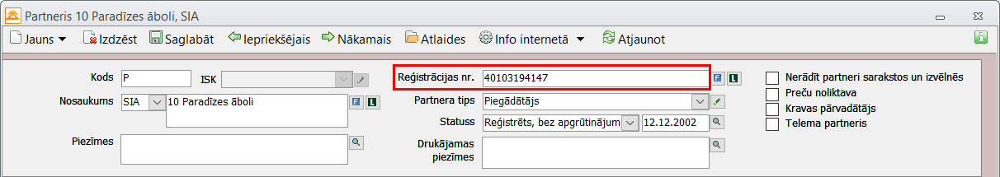 Partneris 10 Paradīzes āboli, SIA
Jauns Izdzēst Saglabāt Iepriekšējais Nākamais Atlaides Info internetā Atjaunot
Kods P ISK Reģistrācijas nr. 40103194147 F L Nerādīt partneri sarakstos un izvēlnēs
Preču noliktava
Nosaukums SIA 10 Paradīzes āboli F L Partnera tips Piegādātājs Kravas pārvadātājs
Statuss Reģistrēts, bez apgrūtinājum 12.12.2002 Telema partneris
Piezīmes Drukājamas
piezīmes